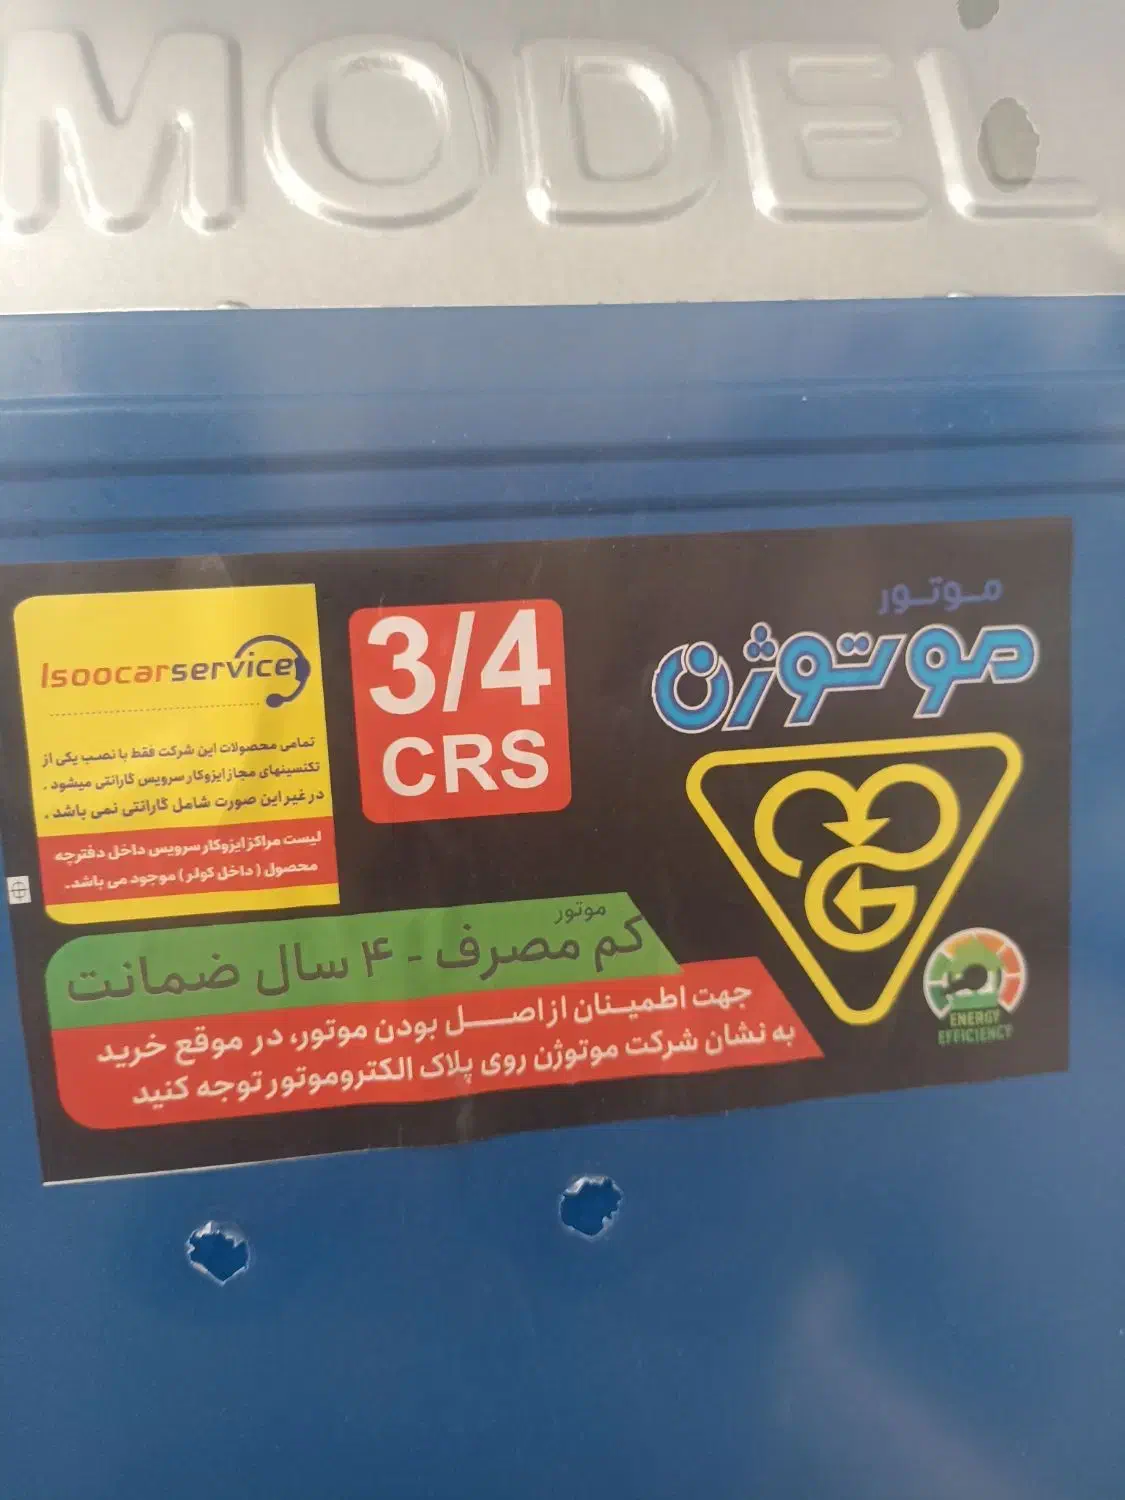 MODEL
موتور
موتوژن
3/4
CRS
Isoocarservice
تمامی محصولات این شرکت فقط با نصب یکی از
تکنسینهای مجاز ایزوکار سرویس گارانتی میشود .
در غیر این صورت شامل گارانتی نمی باشد .
لیست مراکز ایزوکار سرویس داخل دفترچه
محصول ( داخل کولر ) موجود می باشد.
موتور
کم مصرف - ۴ سال ضمانت
جهت اطمینان از اصل بودن موتور، در موقع خرید
به نشان شرکت موتوژن روی پلاک الکتروموتور توجه کنید
ENERGY
EFFICIENCY